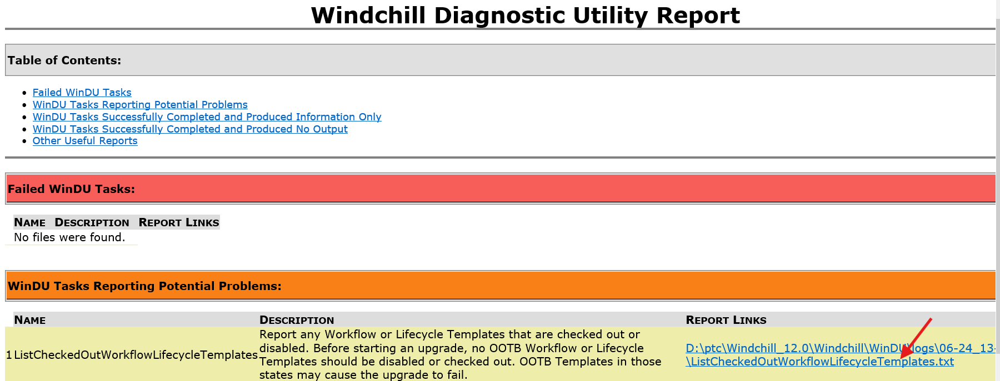 Windchill Diagnostic Utility Report
Table of Contents:
Failed WinDU Tasks
WinDU Tasks Reporting Potential Problems
WinDU Tasks Successfully Completed and Produced Information Only
WinDU Tasks Successfully Completed and Produced No Output
Other Useful Reports
Failed WinDU Tasks:
NAME DESCRIPTION REPORT LINKS
No files were found.
WinDU Tasks Reporting Potential Problems:
NAME DESCRIPTION REPORT LINKS
1 ListCheckedOutWorkflowLifecycleTemplates
Report any Workflow or Lifecycle Templates that are checked out or
disabled. Before starting an upgrade, no OOTB Workflow or Lifecycle
Templates should be disabled or checked out. OOTB Templates in those
states may cause the upgrade to fail.
D:\ptc\Windchill_12.0\Windchill\WinDU\logs\06-24_13-
\ListCheckedOutWorkflowLifecycleTemplates.txt